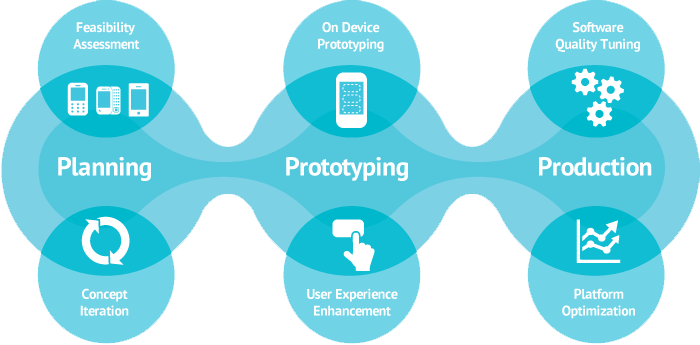 Feasibility
Assessment
On Device
Prototyping
Software
Quality Tuning
Planning
Prototyping
Production
Concept
Iteration
User Experience
Enhancement
Platform
Optimization